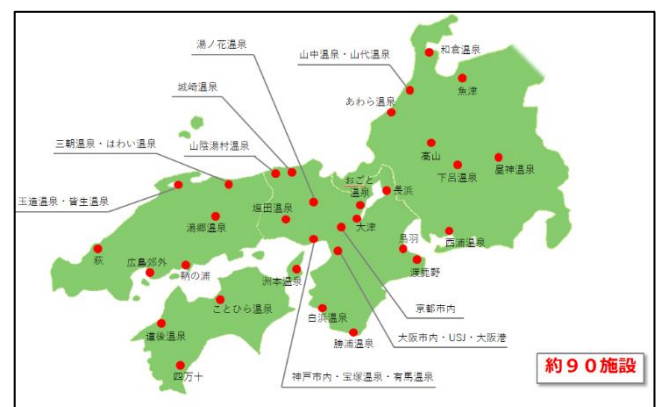 湯ノ花温泉
山中温泉・山代温泉
和倉温泉
城崎温泉
魚津
あわら温泉
三朝温泉・はわい温泉
山陰湯村温泉
高山
下呂温泉
昼神温泉
おごと
温泉
長浜
玉造温泉・皆生温泉
塩田温泉
湯郷温泉
大津
鳥羽
西浦温泉
萩
広島郊外
鞆の浦
洲本温泉
渡鹿野
ことひら温泉
白浜温泉
京都市内
道後温泉
勝浦温泉
大阪市内・USJ・大阪港
四万十
神戸市内・宝塚温泉・有馬温泉
約90施設